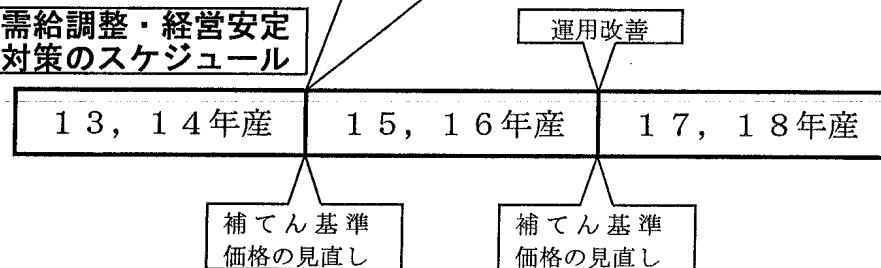 需給調整・経営安定
対策のスケジュール
運用改善
１３，１４年産
１５，１６年産
１７，１８年産
補てん基準
価格の見直し
補てん基準
価格の見直し